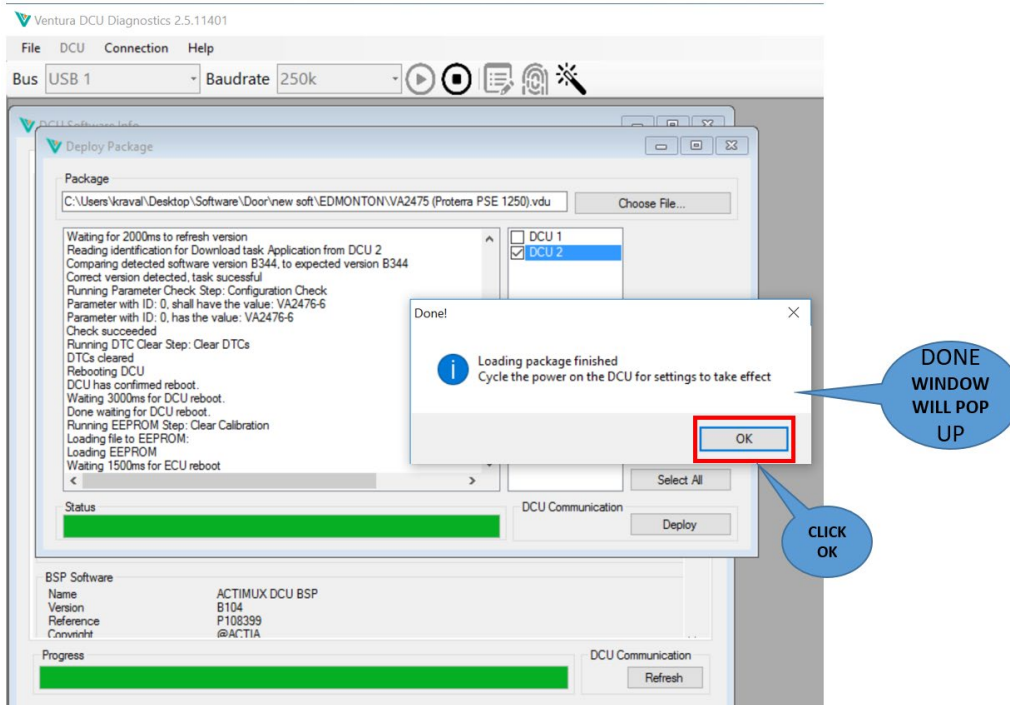 Ventura DCU Diagnostics 2.5.11401
File DCU Connection Help
Bus USB 1 Baudrate 250k
DCU Software Info
Deploy Package
Package
C:\Users\kraval\Desktop\Software\Door\new soft\EDMONTON\VA2475 (Proterra PSE 1250).vdu Choose File...
Waiting for 2000ms to refresh version
Reading identification for Download task Application from DCU 2
Comparing detected software version B344, to expected version B344
Correct version detected, task sucessful
Running Parameter Check Step: Configuration Check
Parameter with ID: 0, shall have the value: VA2476-6
Parameter with ID: 0, has the value: VA2476-6
Check succeeded
Running DTC Clear Step: Clear DTCs
DTCs cleared
Rebooting DCU
DCU has confirmed reboot.
Waiting 3000ms for DCU reboot.
Done waiting for DCU reboot.
Running EEPROM Step: Clear Calibration
Loading file to EEPROM:
Loading EEPROM
Waiting 1500ms for ECU reboot
DCU 1
DCU 2
Done!
Loading package finished
Cycle the power on the DCU for settings to take effect
OK
DONE
WINDOW
WILL POP
UP
CLICK
OK
Select All
Status
DCU Communication
Deploy
BSP Software
Name ACTIMUX DCU BSP
Version B104
Reference P108399
Copyright @ACTIA
Progress
DCU Communication
Refresh